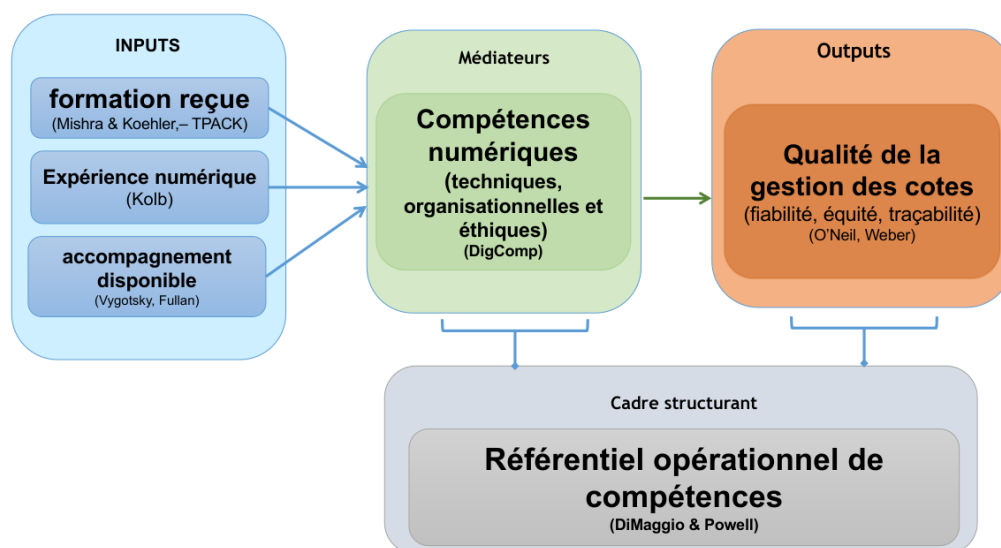 INPUTS
formation reçue
(Mishra & Koehler,– TPACK)
Expérience numérique
(Kolb)
accompagnement
disponible
(Vygotsky, Fullan)
Médiateurs
Compétences
numériques
(techniques,
organisationnelles et
éthiques)
(DigComp)
Outputs
Qualité de la
gestion des cotes
(fiabilité, équité, traçabilité)
(O’Neil, Weber)
Cadre structurant
Référentiel opérationnel de
compétences
(DiMaggio & Powell)